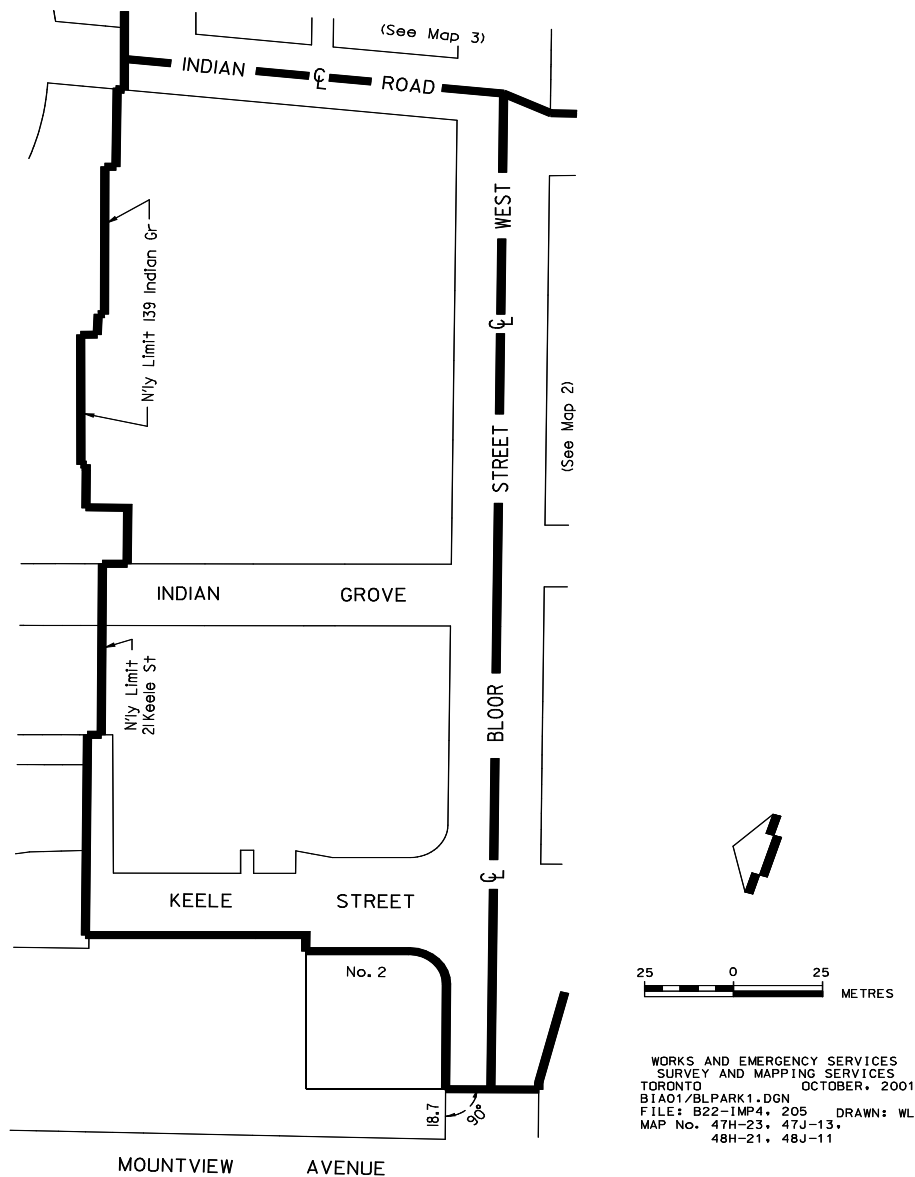 (See Map 3)
INDIAN ℄ ROAD
N'ly Limit 139 Indian Gr
WEST
℄
STREET
(See Map 2)
INDIAN GROVE
N'ly Limit
21 Keele St
BLOOR
℄
KEELE STREET
No. 2
25 0 25
METRES
18.7
90°
MOUNTVIEW AVENUE
WORKS AND EMERGENCY SERVICES
SURVEY AND MAPPING SERVICES
TORONTO OCTOBER, 2001
BIA01/BLPARK1.DGN
FILE: B22-IMP4, 205 DRAWN: WL
MAP No. 47H-23, 47J-13,
48H-21, 48J-11